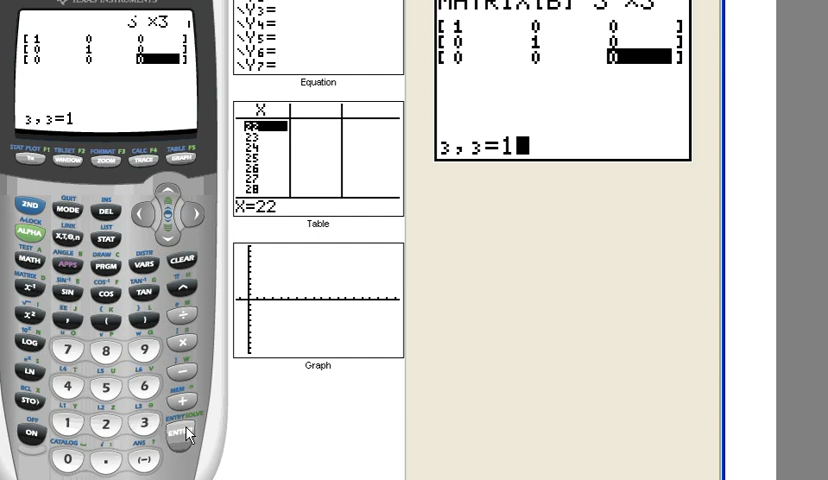 TEXAS INSTRUMENTS
3 ×3
[ 1 0 0 ]
[ 0 1 0 ]
[ 0 0 0 ]
3,3=1
STAT PLOT F1 TBLSET F2 FORMAT F3 CALC F4 TABLE F5
Y= WINDOW ZOOM TRACE GRAPH
QUIT INS
2ND MODE DEL
A-LOCK LINK LIST
ALPHA X,T,θ,n STAT
TEST A ANGLE B DRAW C DISTR
MATH APPS PRGM VARS CLEAR
MATRIX D SIN⁻¹ E COS⁻¹ F TAN⁻¹ G π H
x⁻¹ SIN COS TAN ^
√ I EE J { K } L e M
x² , ( ) ÷
10ˣ N u O v P w Q [ R
LOG 7 8 9 ×
eˣ S L4 T L5 U L6 V ] W
LN 4 5 6 −
RCL X L1 Y L2 Z L3 θ MEM "
STO› 1 2 3 +
OFF CATALOG i : ANS ? ENTRY SOLVE
ON 0 . (−) ENT
\Y3=
\Y4=
\Y5=
\Y6=
\Y7=
Equation
X
22
23
24
25
26
27
28
X=22
Table
Graph
MATRIX[B] 3 ×3
[ 1 0 0 ]
[ 0 1 0 ]
[ 0 0 0 ]
3,3=1